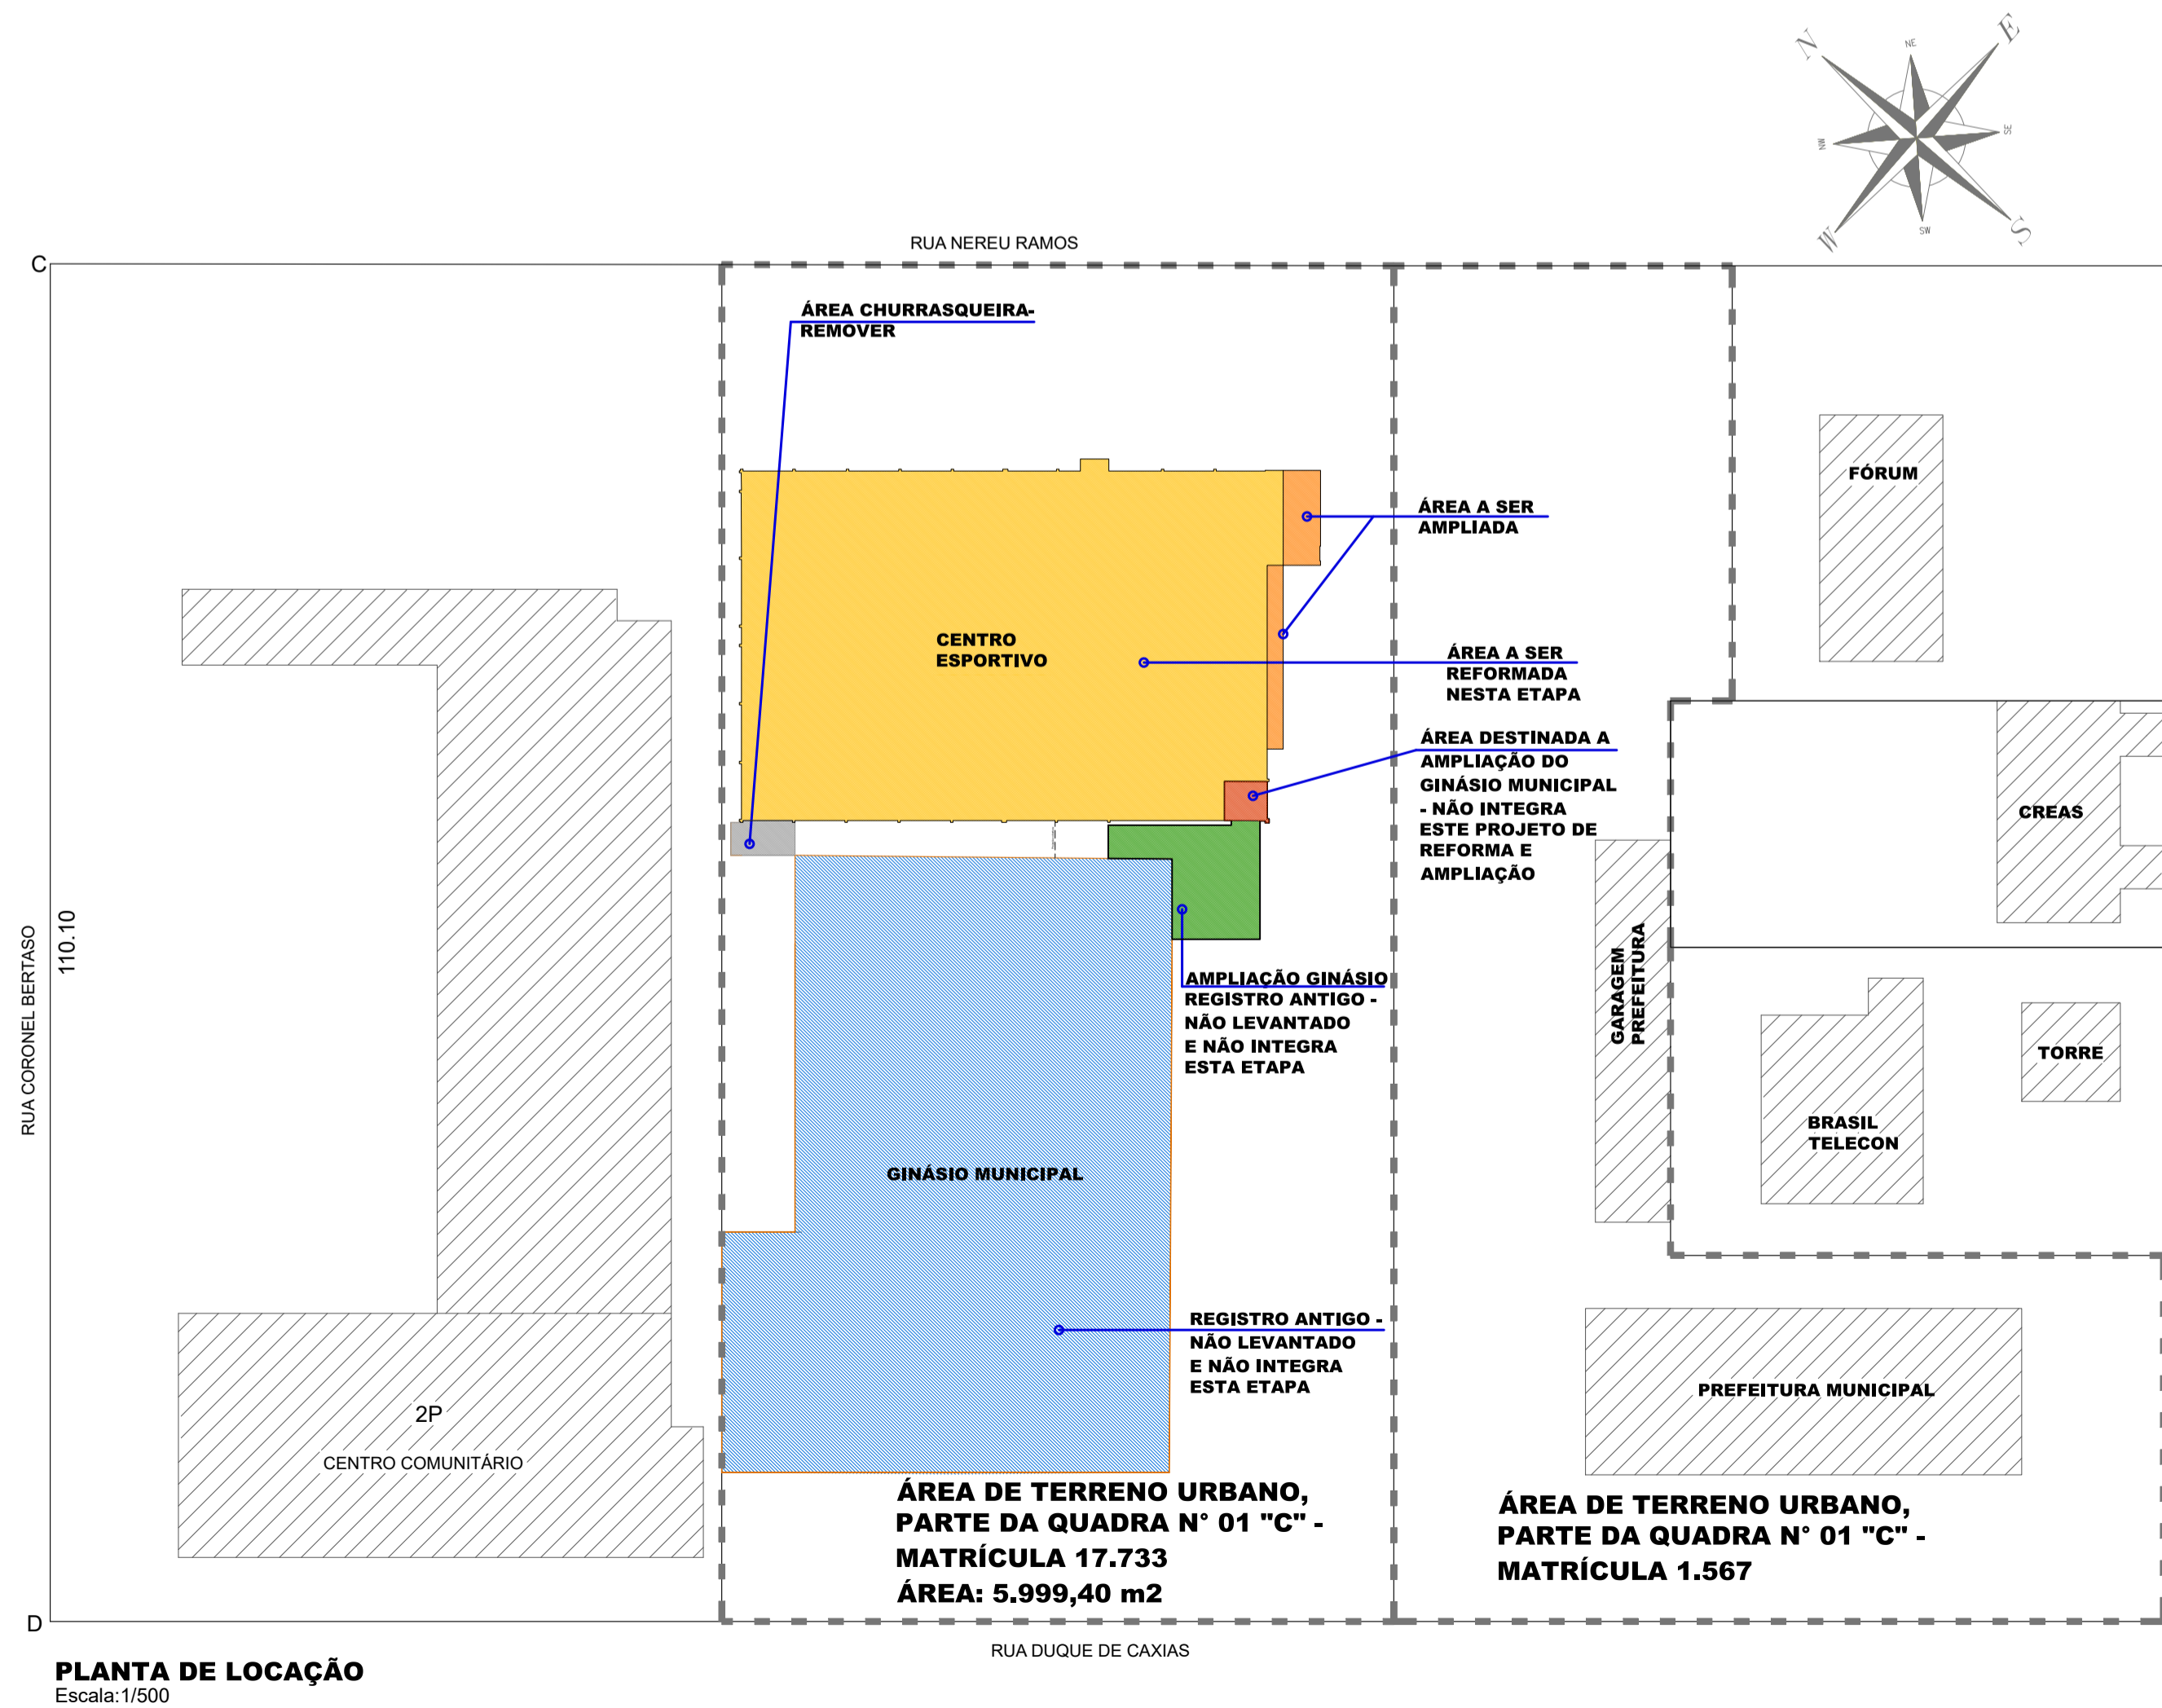 N
NE
E
NW
SE
W
SW
S
RUA NEREU RAMOS
C
ÁREA CHURRASQUEIRA-
REMOVER
FÓRUM
ÁREA A SER
AMPLIADA
CENTRO
ESPORTIVO
ÁREA A SER
REFORMADA
NESTA ETAPA
ÁREA DESTINADA A
AMPLIAÇÃO DO
GINÁSIO MUNICIPAL
- NÃO INTEGRA
ESTE PROJETO DE
REFORMA E
AMPLIAÇÃO
CREAS
RUA CORONEL BERTASO
110.10
GARAGEM
PREFEITURA
AMPLIAÇÃO GINÁSIO
REGISTRO ANTIGO -
NÃO LEVANTADO
E NÃO INTEGRA
ESTA ETAPA
TORRE
BRASIL
TELECON
GINÁSIO MUNICIPAL
REGISTRO ANTIGO -
NÃO LEVANTADO
E NÃO INTEGRA
ESTA ETAPA
PREFEITURA MUNICIPAL
2P
CENTRO COMUNITÁRIO
ÁREA DE TERRENO URBANO,
PARTE DA QUADRA N° 01 "C" -
MATRÍCULA 17.733
ÁREA: 5.999,40 m2
ÁREA DE TERRENO URBANO,
PARTE DA QUADRA N° 01 "C" -
MATRÍCULA 1.567
D
RUA DUQUE DE CAXIAS
PLANTA DE LOCAÇÃO
Escala:1/500